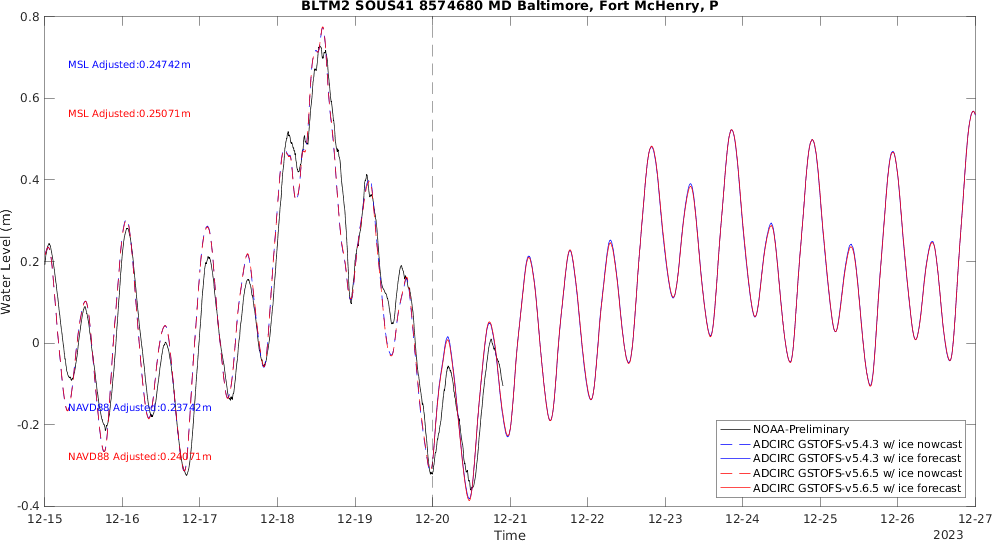 BLTM2 SOUS41 8574680 MD Baltimore, Fort McHenry, P
0.8
0.6
0.4
0.2
0
-0.2
-0.4
Water Level (m)
MSL Adjusted:0.24742m
MSL Adjusted:0.25071m
NAVD88 Adjusted:0.23742m
NAVD88 Adjusted:0.24071m
NOAA-Preliminary
ADCIRC GSTOFS-v5.4.3 w/ ice nowcast
ADCIRC GSTOFS-v5.4.3 w/ ice forecast
ADCIRC GSTOFS-v5.6.5 w/ ice nowcast
ADCIRC GSTOFS-v5.6.5 w/ ice forecast
12-15 12-16 12-17 12-18 12-19 12-20 12-21 12-22 12-23 12-24 12-25 12-26 12-27
Time
2023